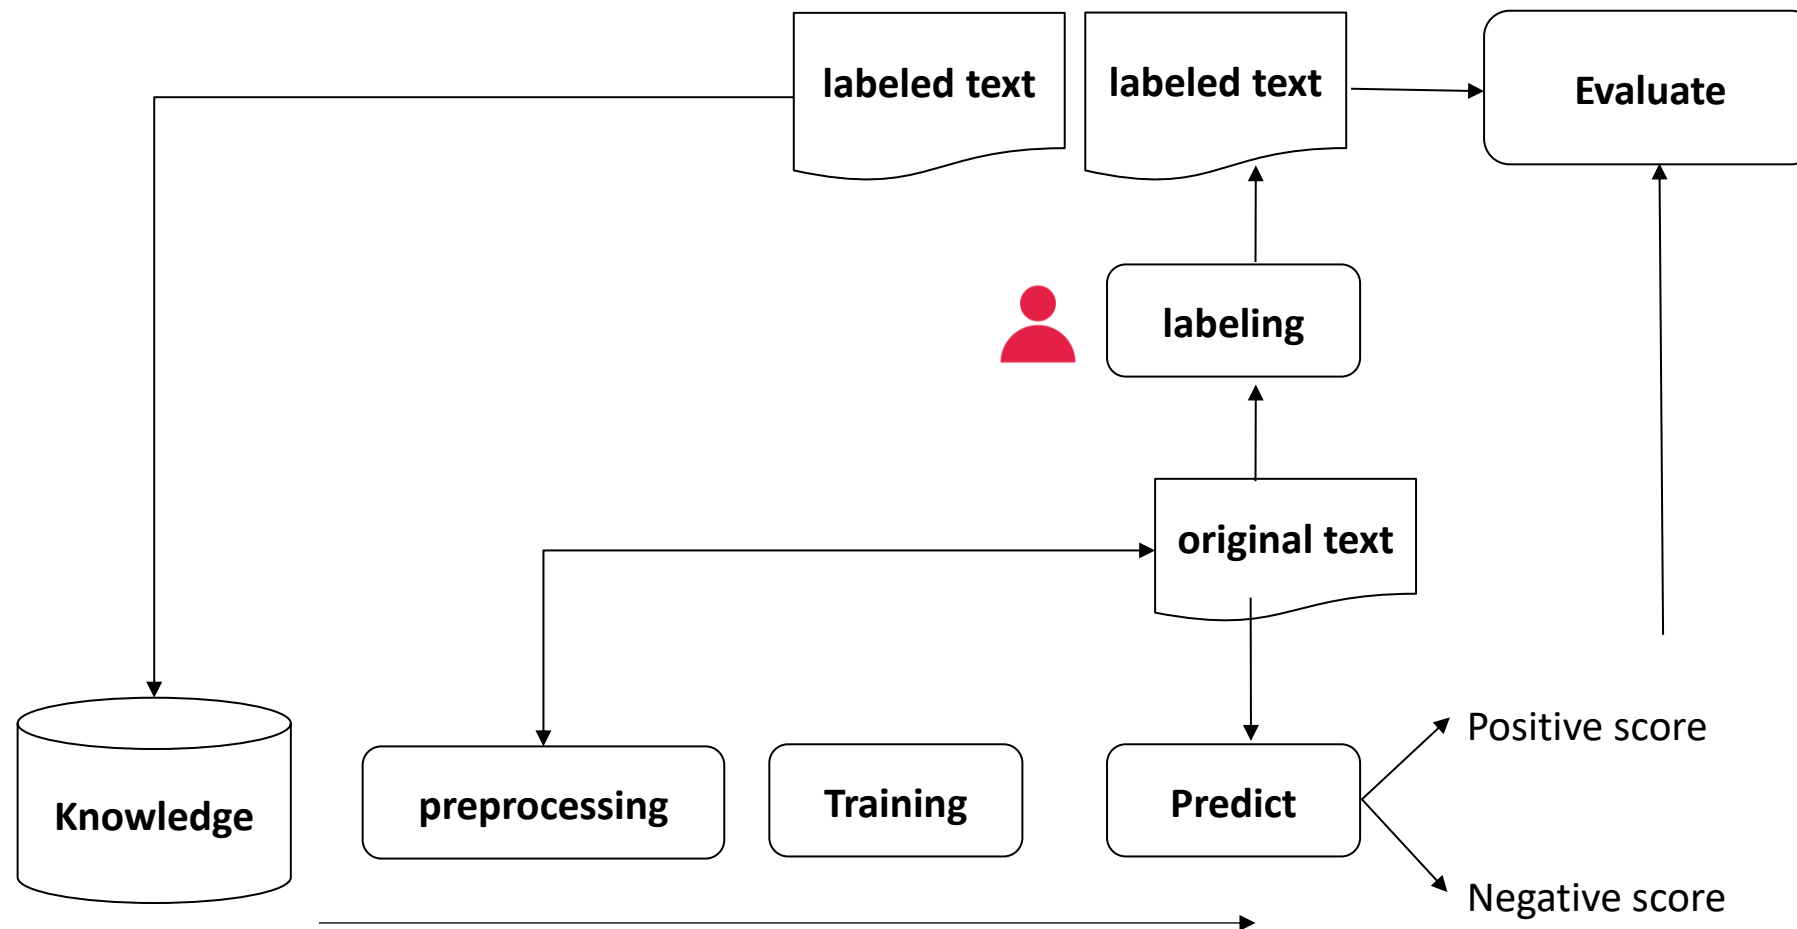 labeled text
labeled text
Evaluate
labeling
original text
Positive score
Knowledge
preprocessing
Training
Predict
Negative score